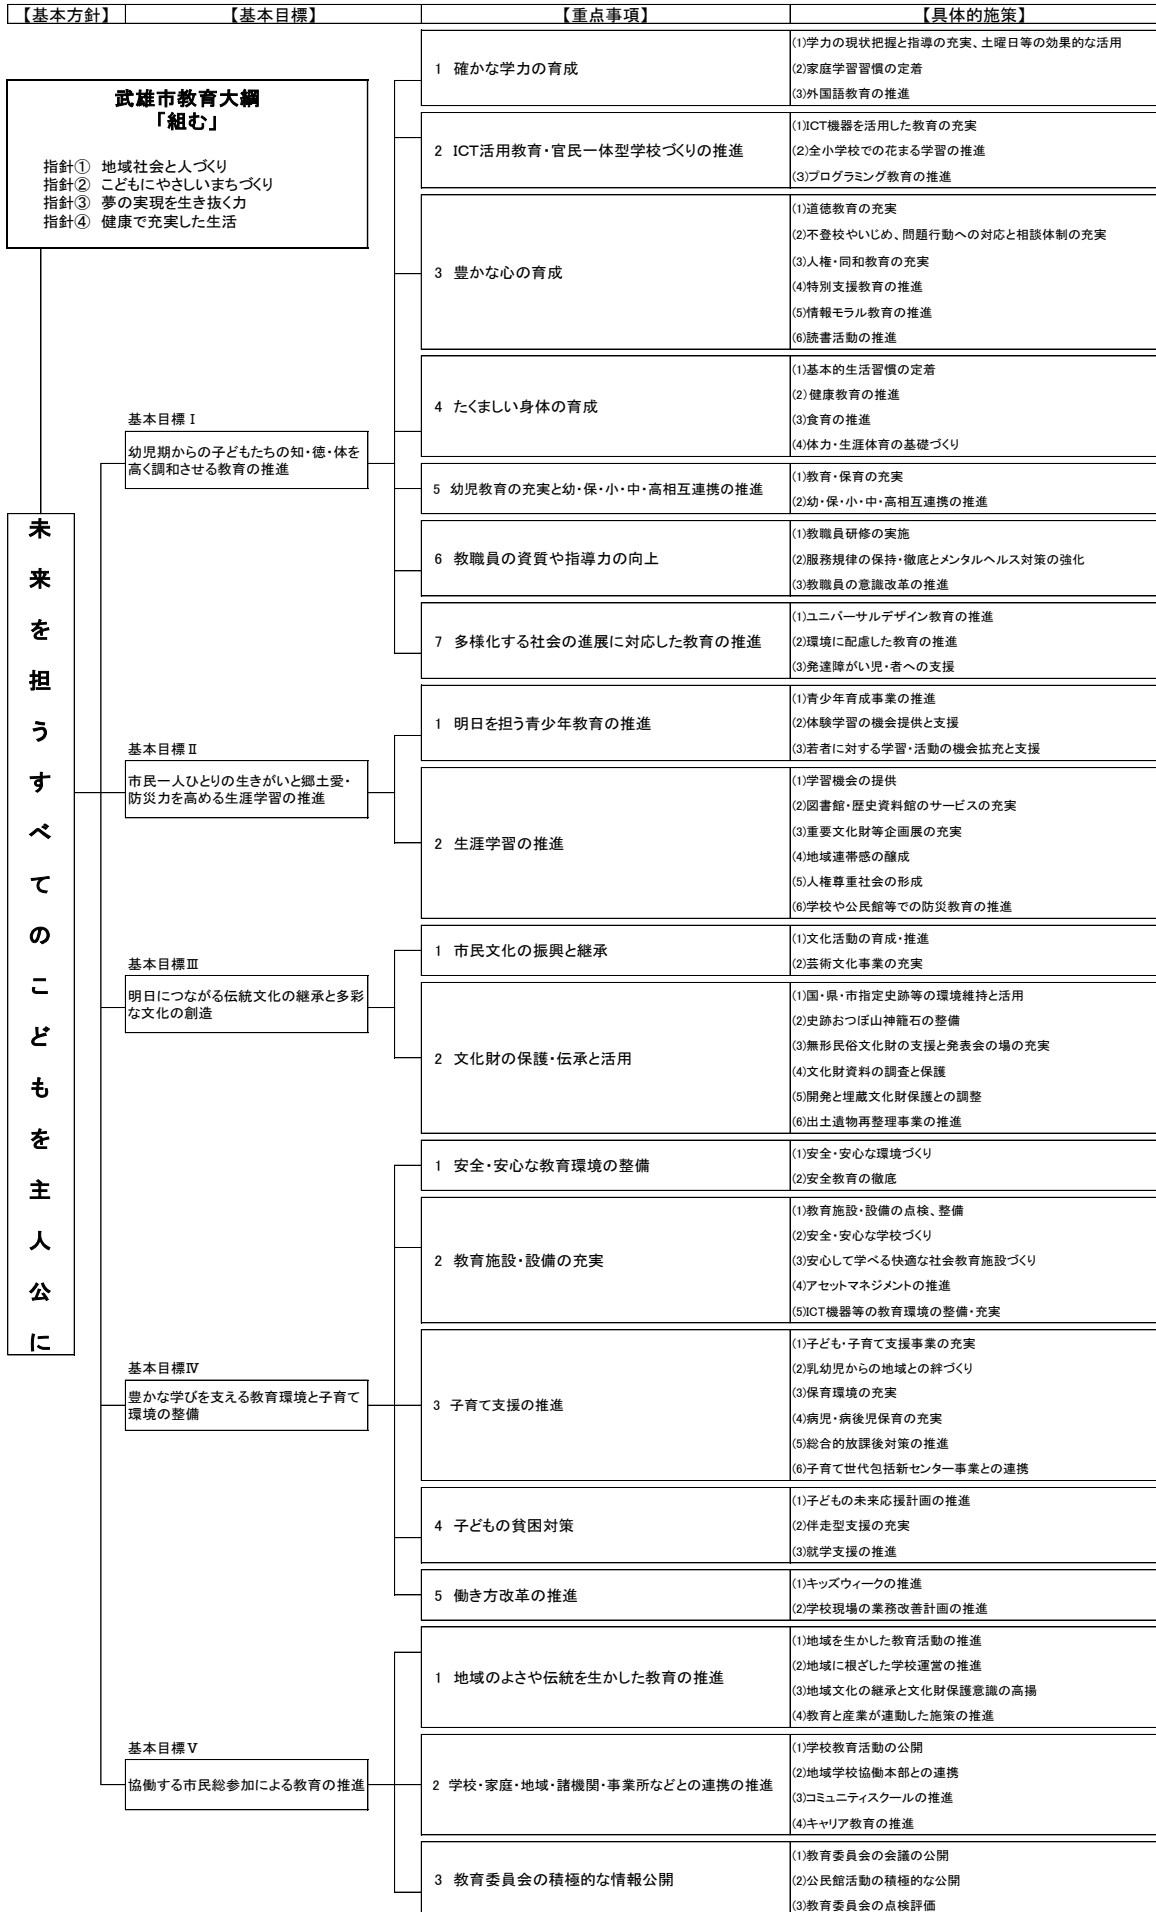 【基本方針】
【基本目標】
【重点事項】
【具体的施策】
武雄市教育大綱
「組む」
指針① 地域社会と人づくり
指針② こどもにやさしいまちづくり
指針③ 夢の実現を生き抜く力
指針④ 健康で充実した生活
未来を担うすべてのこどもを主人公に
基本目標Ⅰ
幼児期からの子どもたちの知・徳・体を
高く調和させる教育の推進
1 確かな学力の育成
(1)学力の現状把握と指導の充実、土曜日等の効果的な活用
(2)家庭学習習慣の定着
(3)外国語教育の推進
2 ICT活用教育・官民一体型学校づくりの推進
(1)ICT機器を活用した教育の充実
(2)全小学校での花まる学習の推進
(3)プログラミング教育の推進
3 豊かな心の育成
(1)道徳教育の充実
(2)不登校やいじめ、問題行動への対応と相談体制の充実
(3)人権・同和教育の充実
(4)特別支援教育の推進
(5)情報モラル教育の推進
(6)読書活動の推進
4 たくましい身体の育成
(1)基本的生活習慣の定着
(2)健康教育の推進
(3)食育の推進
(4)体力・生涯体育の基礎づくり
5 幼児教育の充実と幼・保・小・中・高相互連携の推進
(1)教育・保育の充実
(2)幼・保・小・中・高相互連携の推進
6 教職員の資質や指導力の向上
(1)教職員研修の実施
(2)服務規律の保持・徹底とメンタルヘルス対策の強化
(3)教職員の意識改革の推進
7 多様化する社会の進展に対応した教育の推進
(1)ユニバーサルデザイン教育の推進
(2)環境に配慮した教育の推進
(3)発達障がい児・者への支援
基本目標Ⅱ
市民一人ひとりの生きがいと郷土愛・
防災力を高める生涯学習の推進
1 明日を担う青少年教育の推進
(1)青少年育成事業の推進
(2)体験学習の機会提供と支援
(3)若者に対する学習・活動の機会拡充と支援
2 生涯学習の推進
(1)学習機会の提供
(2)図書館・歴史資料館のサービスの充実
(3)重要文化財等企画展の充実
(4)地域連帯感の醸成
(5)人権尊重社会の形成
(6)学校や公民館等での防災教育の推進
基本目標Ⅲ
明日につながる伝統文化の継承と多彩
な文化の創造
1 市民文化の振興と継承
(1)文化活動の育成・推進
(2)芸術文化事業の充実
2 文化財の保護・伝承と活用
(1)国・県・市指定史跡等の環境維持と活用
(2)史跡おつぼ山神籠石の整備
(3)無形民俗文化財の支援と発表会の場の充実
(4)文化財資料の調査と保護
(5)開発と埋蔵文化財保護との調整
(6)出土遺物再整理事業の推進
基本目標Ⅳ
豊かな学びを支える教育環境と子育て
環境の整備
1 安全・安心な教育環境の整備
(1)安全・安心な環境づくり
(2)安全教育の徹底
2 教育施設・設備の充実
(1)教育施設・設備の点検、整備
(2)安全・安心な学校づくり
(3)安心して学べる快適な社会教育施設づくり
(4)アセットマネジメントの推進
(5)ICT機器等の教育環境の整備・充実
3 子育て支援の推進
(1)子ども・子育て支援事業の充実
(2)乳幼児からの地域との絆づくり
(3)保育環境の充実
(4)病児・病後児保育の充実
(5)総合的放課後対策の推進
(6)子育て世代包括新センター事業との連携
4 子どもの貧困対策
(1)子どもの未来応援計画の推進
(2)伴走型支援の充実
(3)就学支援の推進
5 働き方改革の推進
(1)キッズウィークの推進
(2)学校現場の業務改善計画の推進
基本目標Ⅴ
協働する市民総参加による教育の推進
1 地域のよさや伝統を生かした教育の推進
(1)地域を生かした教育活動の推進
(2)地域に根ざした学校運営の推進
(3)地域文化の継承と文化財保護意識の高揚
(4)教育と産業が連動した施策の推進
2 学校・家庭・地域・諸機関・事業所などとの連携の推進
(1)学校教育活動の公開
(2)地域学校協働本部との連携
(3)コミュニティスクールの推進
(4)キャリア教育の推進
3 教育委員会の積極的な情報公開
(1)教育委員会の会議の公開
(2)公民館活動の積極的な公開
(3)教育委員会の点検評価